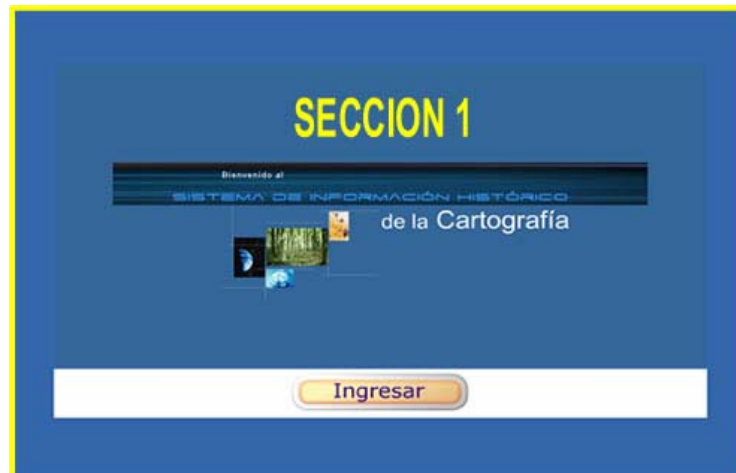 SECCION 1
Bienvenido al
SISTEMA DE INFORMACIÓN HISTÓRICO
de la Cartografía
Ingresar